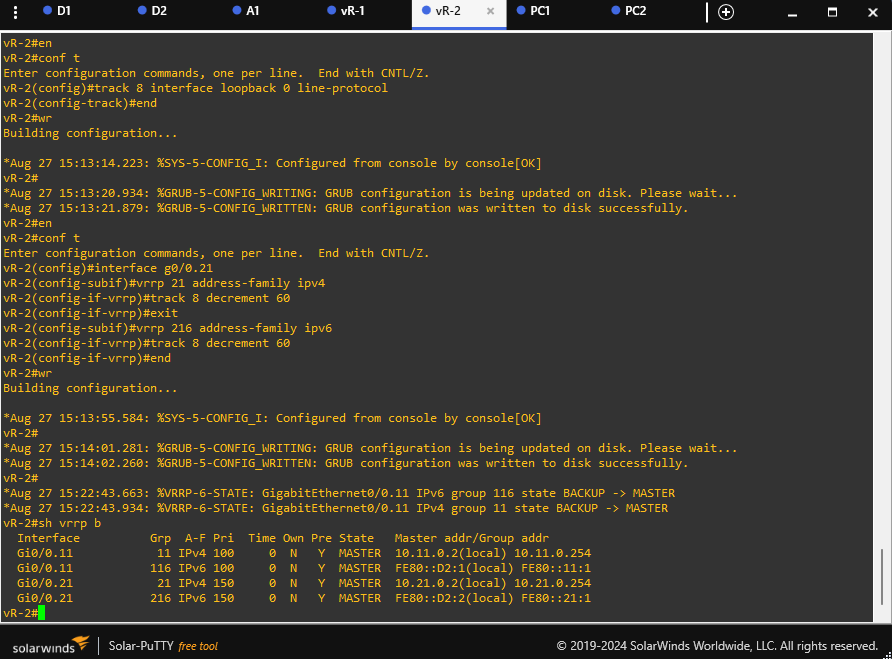 D1 D2 A1 vR-1 vR-2 × PC1 PC2
vR-2#en
vR-2#conf t
Enter configuration commands, one per line.  End with CNTL/Z.
vR-2(config)#track 8 interface loopback 0 line-protocol
vR-2(config-track)#end
vR-2#wr
Building configuration...
*Aug 27 15:13:14.223: %SYS-5-CONFIG_I: Configured from console by console[OK]
vR-2#
*Aug 27 15:13:20.934: %GRUB-5-CONFIG_WRITING: GRUB configuration is being updated on disk. Please wait...
*Aug 27 15:13:21.879: %GRUB-5-CONFIG_WRITTEN: GRUB configuration was written to disk successfully.
vR-2#en
vR-2#conf t
Enter configuration commands, one per line.  End with CNTL/Z.
vR-2(config)#interface g0/0.21
vR-2(config-subif)#vrrp 21 address-family ipv4
vR-2(config-if-vrrp)#track 8 decrement 60
vR-2(config-if-vrrp)#exit
vR-2(config-subif)#vrrp 216 address-family ipv6
vR-2(config-if-vrrp)#track 8 decrement 60
vR-2(config-if-vrrp)#end
vR-2#wr
Building configuration...
*Aug 27 15:13:55.584: %SYS-5-CONFIG_I: Configured from console by console[OK]
vR-2#
*Aug 27 15:14:01.281: %GRUB-5-CONFIG_WRITING: GRUB configuration is being updated on disk. Please wait...
*Aug 27 15:14:02.260: %GRUB-5-CONFIG_WRITTEN: GRUB configuration was written to disk successfully.
vR-2#
*Aug 27 15:22:43.663: %VRRP-6-STATE: GigabitEthernet0/0.11 IPv6 group 116 state BACKUP -> MASTER
*Aug 27 15:22:43.934: %VRRP-6-STATE: GigabitEthernet0/0.11 IPv4 group 11 state BACKUP -> MASTER
vR-2#sh vrrp b
  Interface          Grp  A-F Pri  Time Own Pre State   Master addr/Group addr
  Gi0/0.11            11 IPv4 100     0  N   Y  MASTER  10.11.0.2(local) 10.11.0.254
  Gi0/0.11           116 IPv6 100     0  N   Y  MASTER  FE80::D2:1(local) FE80::11:1
  Gi0/0.21            21 IPv4 150     0  N   Y  MASTER  10.21.0.2(local) 10.21.0.254
  Gi0/0.21           216 IPv6 150     0  N   Y  MASTER  FE80::D2:2(local) FE80::21:1
vR-2#
solarwinds Solar-PuTTY free tool © 2019-2024 SolarWinds Worldwide, LLC. All rights reserved.